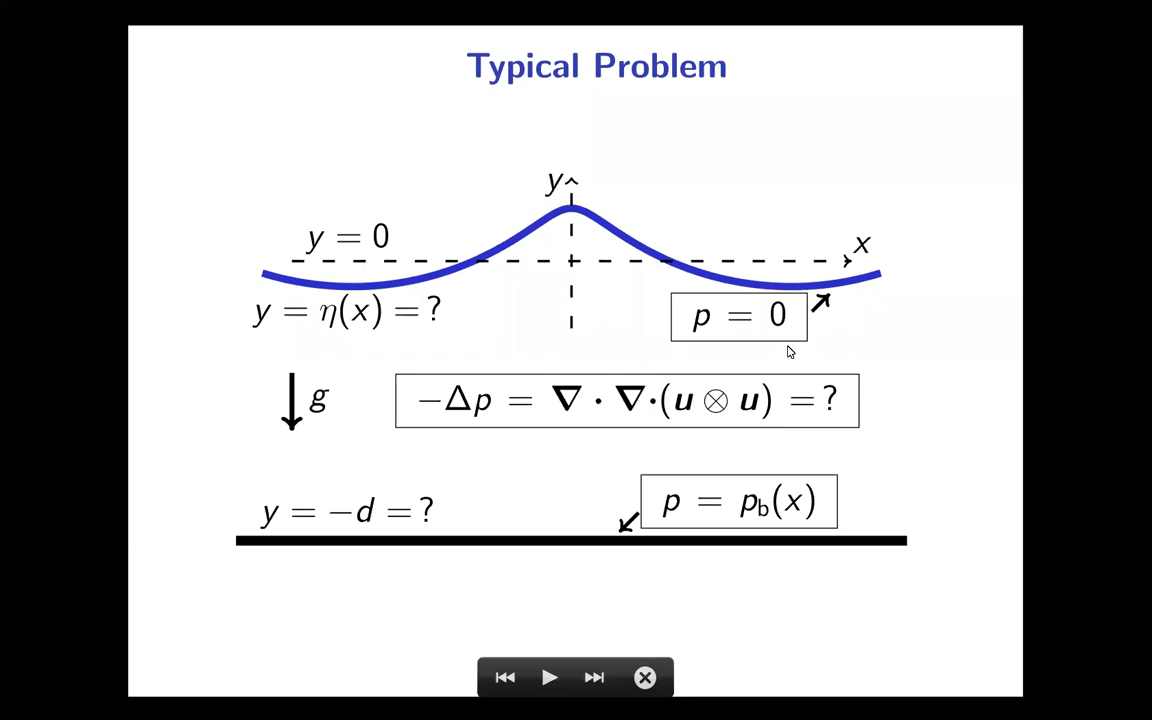 Typical Problem
y
y = 0
x
y = η(x) = ?
p = 0
g
−Δp = ∇ · ∇·(u ⊗ u) = ?
y = −d = ?
p = p_b(x)